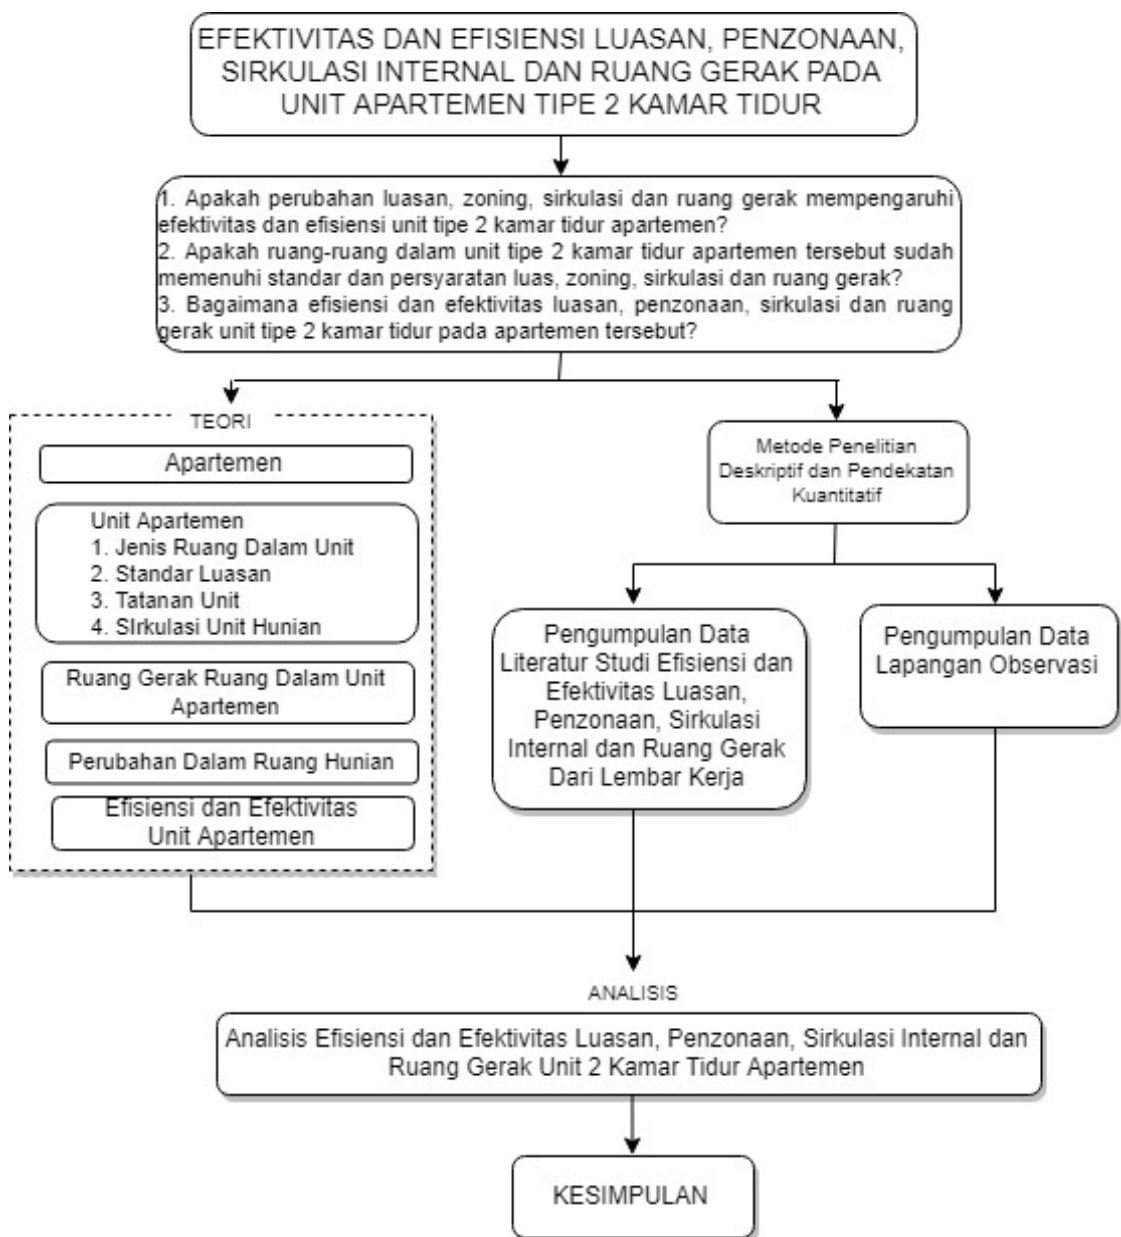 EFEKTIVITAS DAN EFISIENSI LUASAN, PENZONAAN,
SIRKULASI INTERNAL DAN RUANG GERAK PADA
UNIT APARTEMEN TIPE 2 KAMAR TIDUR
1. Apakah perubahan luasan, zoning, sirkulasi dan ruang gerak mempengaruhi
efektivitas dan efisiensi unit tipe 2 kamar tidur apartemen?
2. Apakah ruang-ruang dalam unit tipe 2 kamar tidur apartemen tersebut sudah
memenuhi standar dan persyaratan luas, zoning, sirkulasi dan ruang gerak?
3. Bagaimana efisiensi dan efektivitas luasan, penzonaan, sirkulasi dan ruang
gerak unit tipe 2 kamar tidur pada apartemen tersebut?
TEORI
Apartemen
Unit Apartemen
1. Jenis Ruang Dalam Unit
2. Standar Luasan
3. Tatanan Unit
4. SIrkulasi Unit Hunian
Ruang Gerak Ruang Dalam Unit
Apartemen
Perubahan Dalam Ruang Hunian
Efisiensi dan Efektivitas
Unit Apartemen
Metode Penelitian
Deskriptif dan Pendekatan
Kuantitatif
Pengumpulan Data
Literatur Studi Efisiensi dan
Efektivitas Luasan,
Penzonaan, Sirkulasi
Internal dan Ruang Gerak
Dari Lembar Kerja
Pengumpulan Data
Lapangan Observasi
ANALISIS
Analisis Efisiensi dan Efektivitas Luasan, Penzonaan, Sirkulasi Internal dan
Ruang Gerak Unit 2 Kamar Tidur Apartemen
KESIMPULAN